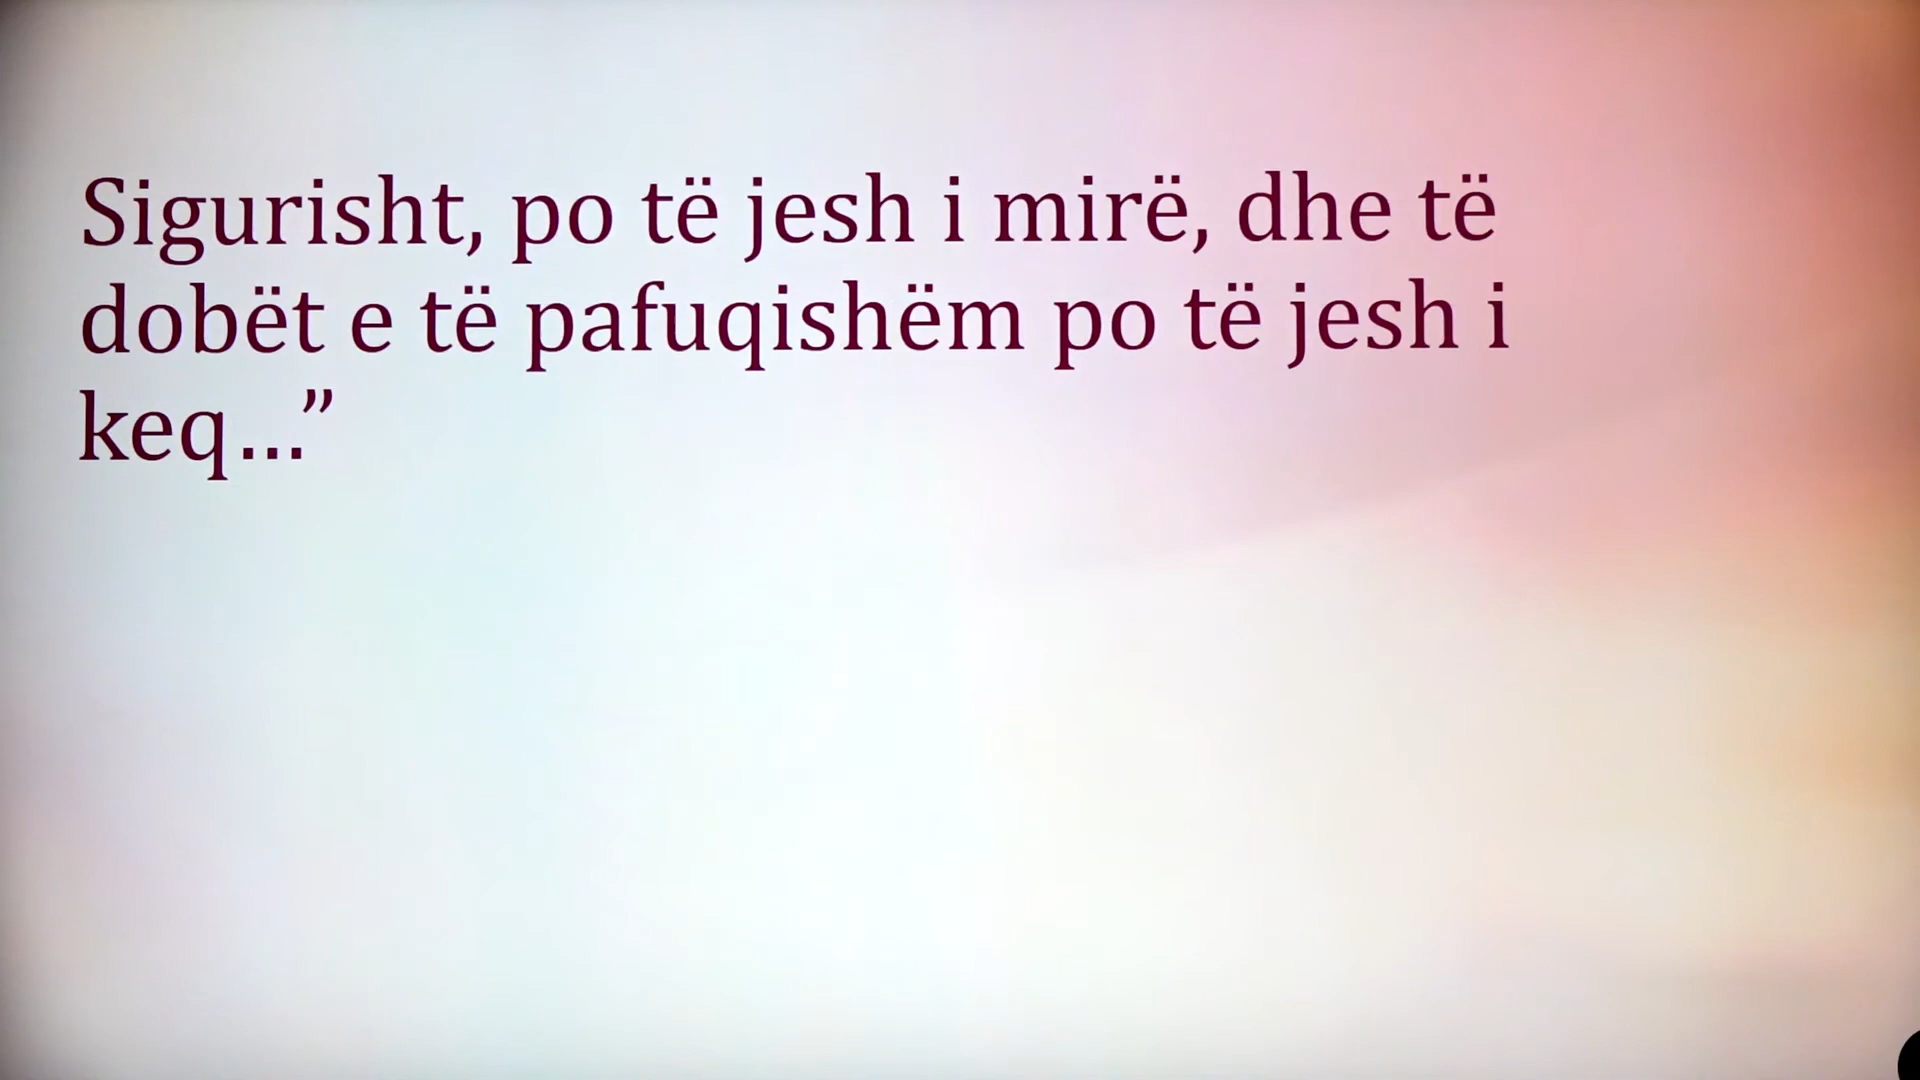 Sigurisht, po të jesh i mirë, dhe të
dobët e të pafuqishëm po të jesh i
keq…”